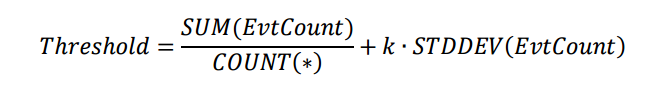 Threshold = SUM(EvtCount) / COUNT(*) + k · STDDEV(EvtCount)